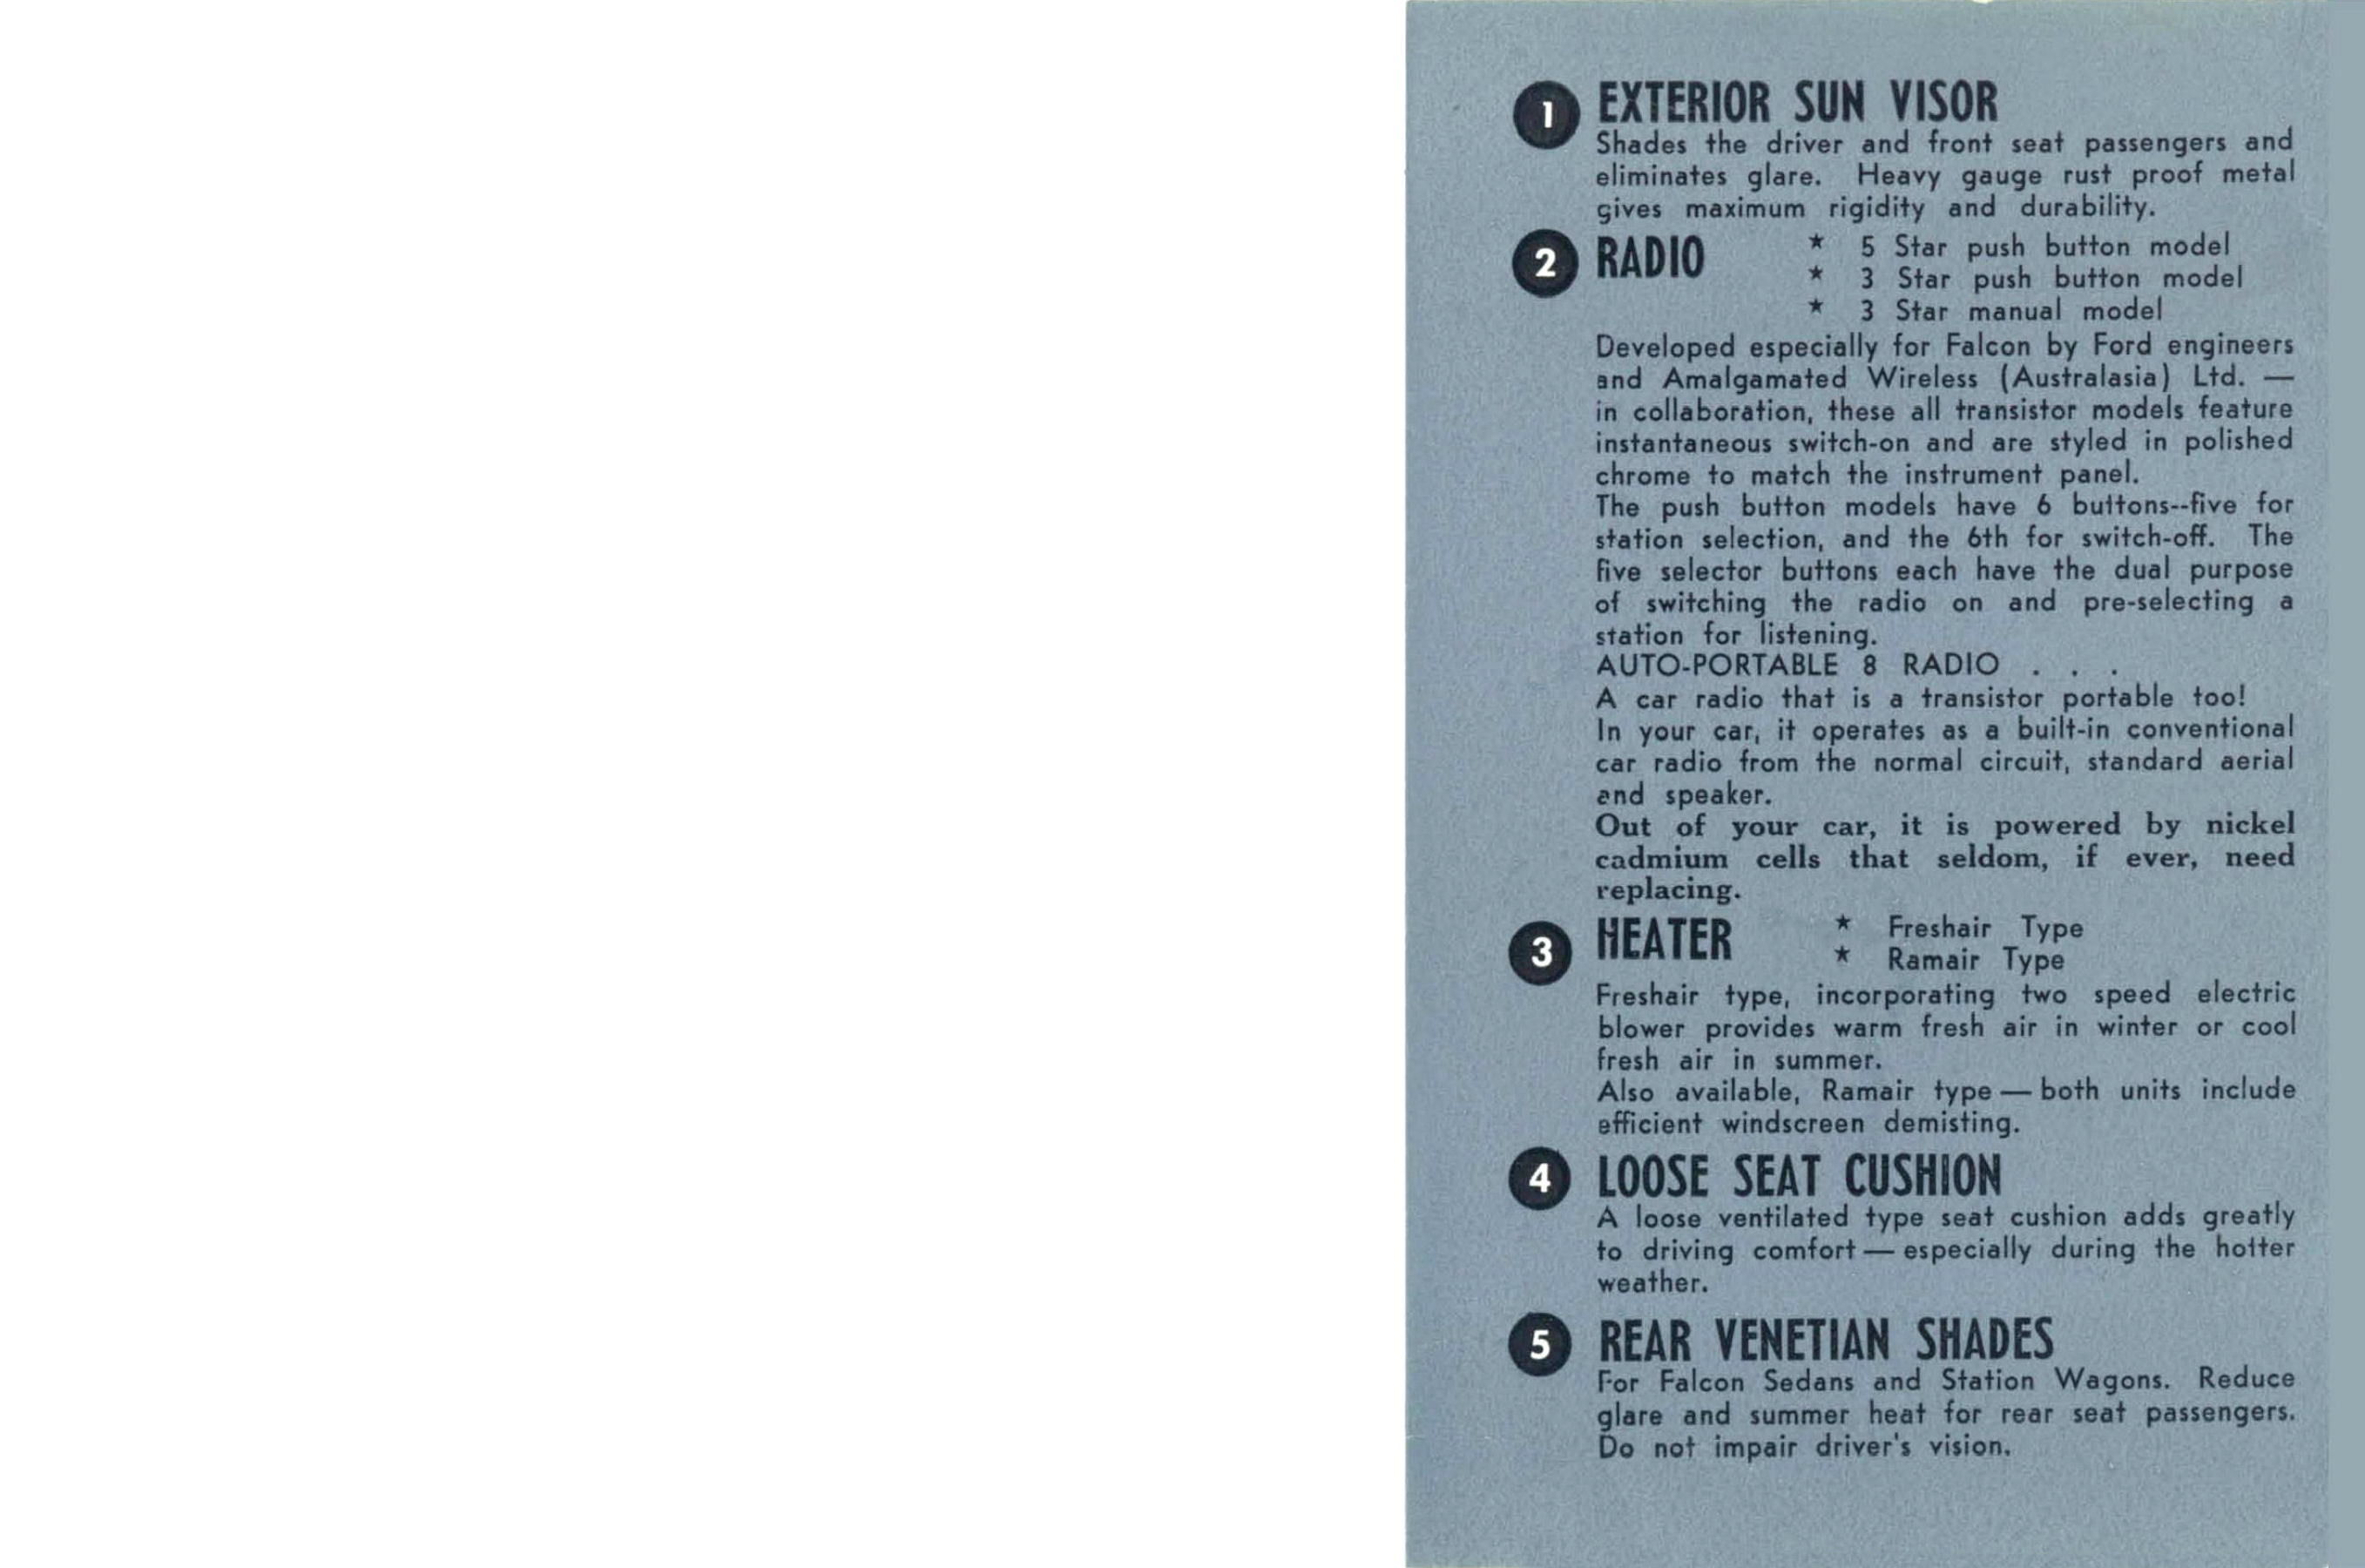 1 EXTERIOR SUN VISOR
Shades the driver and front seat passengers and
eliminates glare. Heavy gauge rust proof metal
gives maximum rigidity and durability.
2 RADIO ★ 5 Star push button model
★ 3 Star push button model
★ 3 Star manual model
Developed especially for Falcon by Ford engineers
and Amalgamated Wireless (Australasia) Ltd. —
in collaboration, these all transistor models feature
instantaneous switch-on and are styled in polished
chrome to match the instrument panel.
The push button models have 6 buttons--five for
station selection, and the 6th for switch-off. The
five selector buttons each have the dual purpose
of switching the radio on and pre-selecting a
station for listening.
AUTO-PORTABLE 8 RADIO . . .
A car radio that is a transistor portable too!
In your car, it operates as a built-in conventional
car radio from the normal circuit, standard aerial
and speaker.
Out of your car, it is powered by nickel
cadmium cells that seldom, if ever, need
replacing.
3 HEATER ★ Freshair Type
★ Ramair Type
Freshair type, incorporating two speed electric
blower provides warm fresh air in winter or cool
fresh air in summer.
Also available, Ramair type — both units include
efficient windscreen demisting.
4 LOOSE SEAT CUSHION
A loose ventilated type seat cushion adds greatly
to driving comfort — especially during the hotter
weather.
5 REAR VENETIAN SHADES
For Falcon Sedans and Station Wagons. Reduce
glare and summer heat for rear seat passengers.
Do not impair driver's vision.